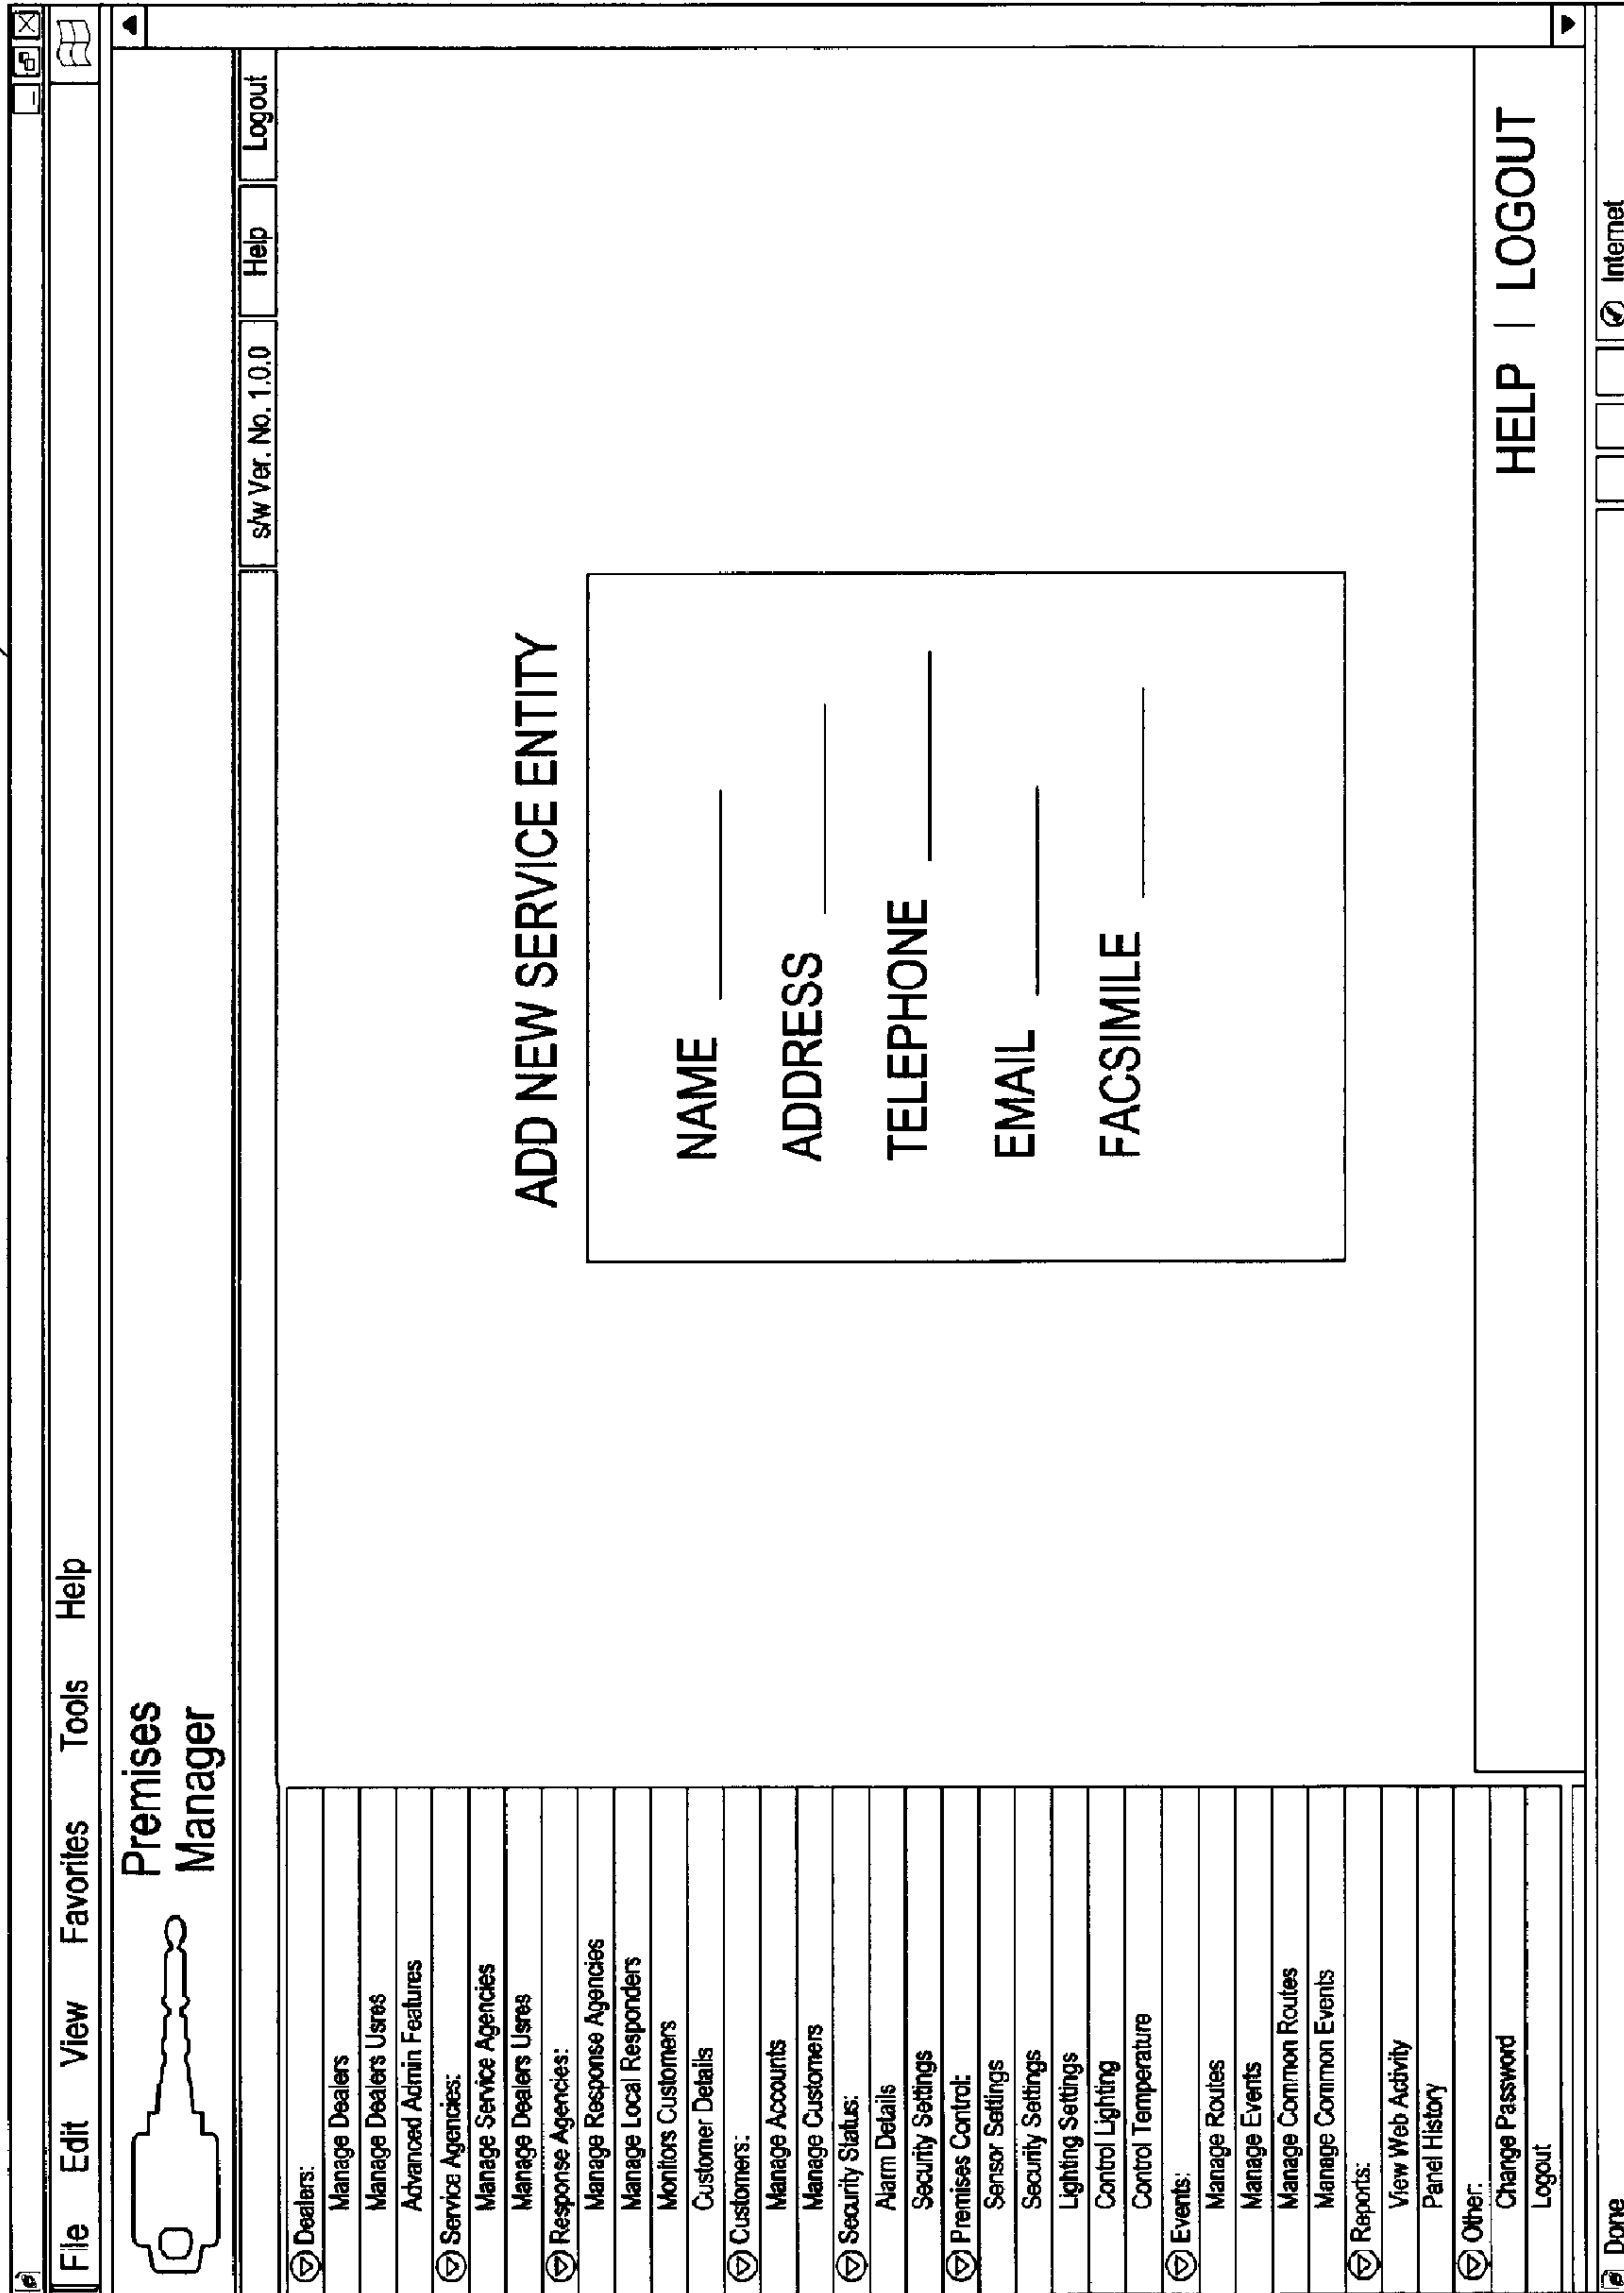 File Edit View Favorites Tools Help
Premises
Manager
s/w Ver. No. 1.0.0 Help Logout
Dealers:
Manage Dealers
Manage Dealers Usres
Advanced Admin Features
Service Agencies:
Manage Service Agencies
Manage Dealers Usres
Response Agencies:
Manage Response Agencies
Manage Local Responders
Monitors Customers
Customer Details
Customers:
Manage Accounts
Manage Customers
Security Status:
Alarm Details
Security Settings
Premises Control:
Sensor Settings
Security Settings
Lighting Settings
Control Lighting
Control Temperature
Events:
Manage Routes
Manage Events
Manage Common Routes
Manage Common Events
Reports:
View Web Activity
Panel History
Other:
Change Password
Logout
ADD NEW SERVICE ENTITY
NAME
ADDRESS
TELEPHONE
EMAIL
FACSIMILE
HELP | LOGOUT
Done Internet